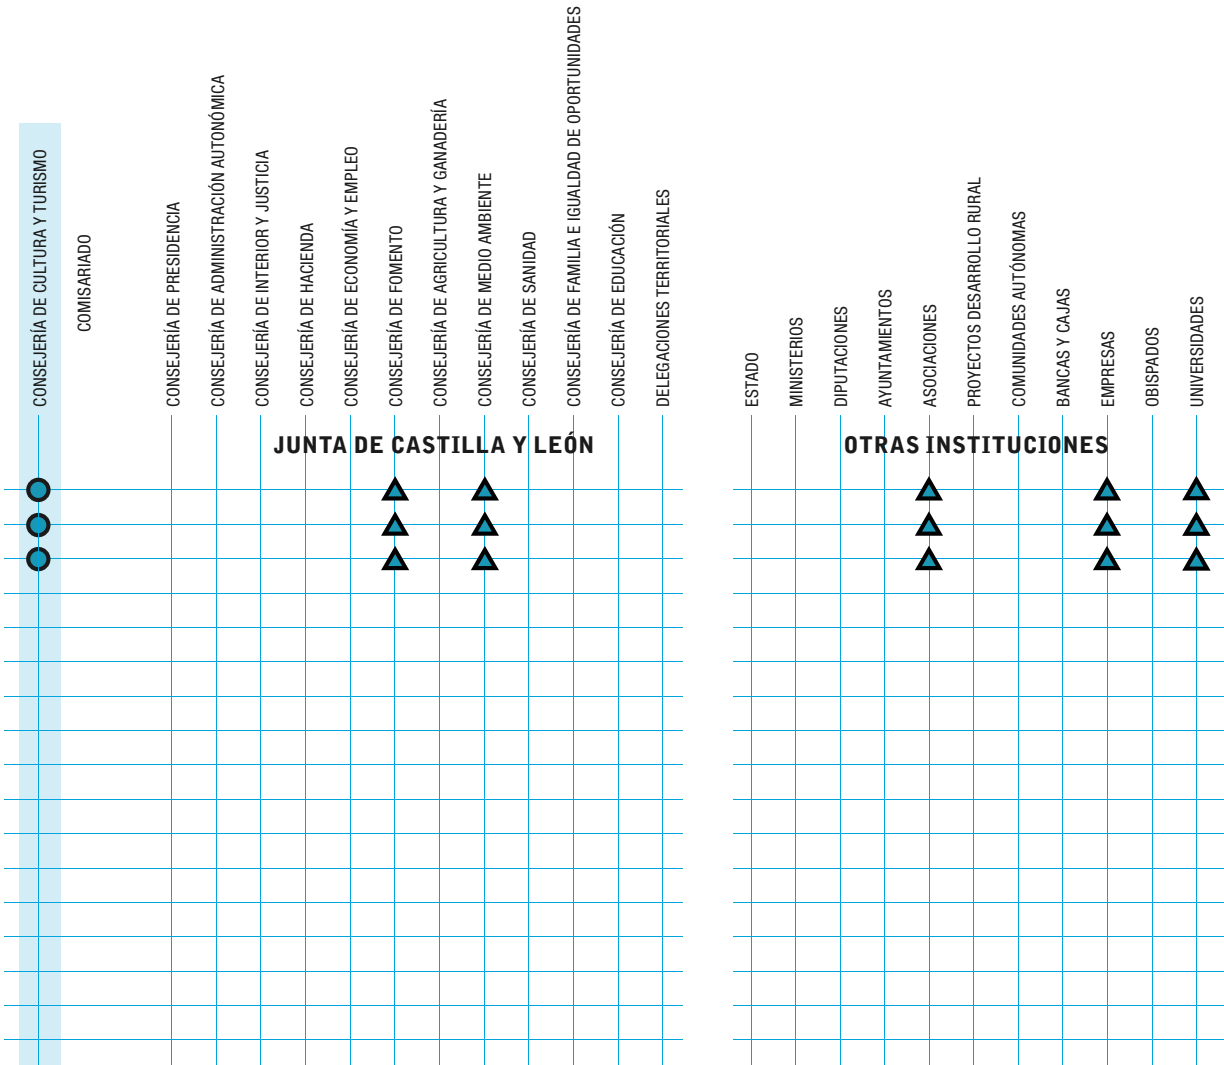 CONSEJERÍA DE CULTURA Y TURISMO
COMISARIADO
CONSEJERÍA DE PRESIDENCIA
CONSEJERÍA DE ADMINISTRACIÓN AUTONÓMICA
CONSEJERÍA DE INTERIOR Y JUSTICIA
CONSEJERÍA DE HACIENDA
CONSEJERÍA DE ECONOMÍA Y EMPLEO
CONSEJERÍA DE FOMENTO
CONSEJERÍA DE AGRICULTURA Y GANADERÍA
CONSEJERÍA DE MEDIO AMBIENTE
CONSEJERÍA DE SANIDAD
CONSEJERÍA DE FAMILIA E IGUALDAD DE OPORTUNIDADES
CONSEJERÍA DE EDUCACIÓN
DELEGACIONES TERRITORIALES
ESTADO
MINISTERIOS
DIPUTACIONES
AYUNTAMIENTOS
ASOCIACIONES
PROYECTOS DESARROLLO RURAL
COMUNIDADES AUTÓNOMAS
BANCAS Y CAJAS
EMPRESAS
OBISPADOS
UNIVERSIDADES
JUNTA DE CASTILLA Y LEÓN
OTRAS INSTITUCIONES